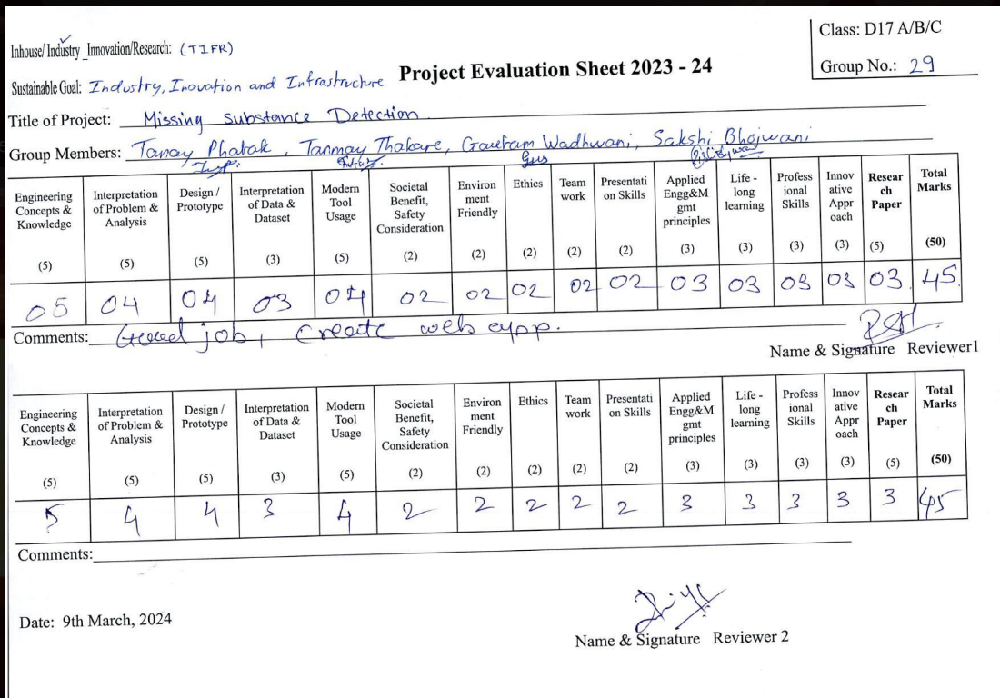 Inhouse/ Industry_Innovation/Research: (TIFR)
Class: D17 A/B/C
Sustainable Goal: Industry, Inovation and Infrastructure
Project Evaluation Sheet 2023 - 24
Group No.: 29
Title of Project: Missing Substance Detection
Group Members: Tanay Phatak, Tanmay Thakare, Gautam Wadhwani, Sakshi Bhojwani
Engineering Concepts & Knowledge (5) Interpretation of Problem & Analysis (5) Design / Prototype (5) Interpretation of Data & Dataset (3) Modern Tool Usage (5) Societal Benefit, Safety Consideration (2) Environ ment Friendly (2) Ethics (2) Team work (2) Presentati on Skills (2) Applied Engg&M gmt principles (3) Life - long learning (3) Profess ional Skills (3) Innov ative Appr oach (3) Resear ch Paper (5) Total Marks (50)
05 04 04 03 04 02 02 02 02 02 03 03 03 03 03 45
Comments: Good job, Create web app.
Name & Signature Reviewer1
Engineering Concepts & Knowledge (5) Interpretation of Problem & Analysis (5) Design / Prototype (5) Interpretation of Data & Dataset (3) Modern Tool Usage (5) Societal Benefit, Safety Consideration (2) Environ ment Friendly (2) Ethics (2) Team work (2) Presentati on Skills (2) Applied Engg&M gmt principles (3) Life - long learning (3) Profess ional Skills (3) Innov ative Appr oach (3) Resear ch Paper (5) Total Marks (50)
5 4 4 3 4 2 2 2 2 2 3 3 3 3 3 45
Comments:
Date: 9th March, 2024
Name & Signature Reviewer 2